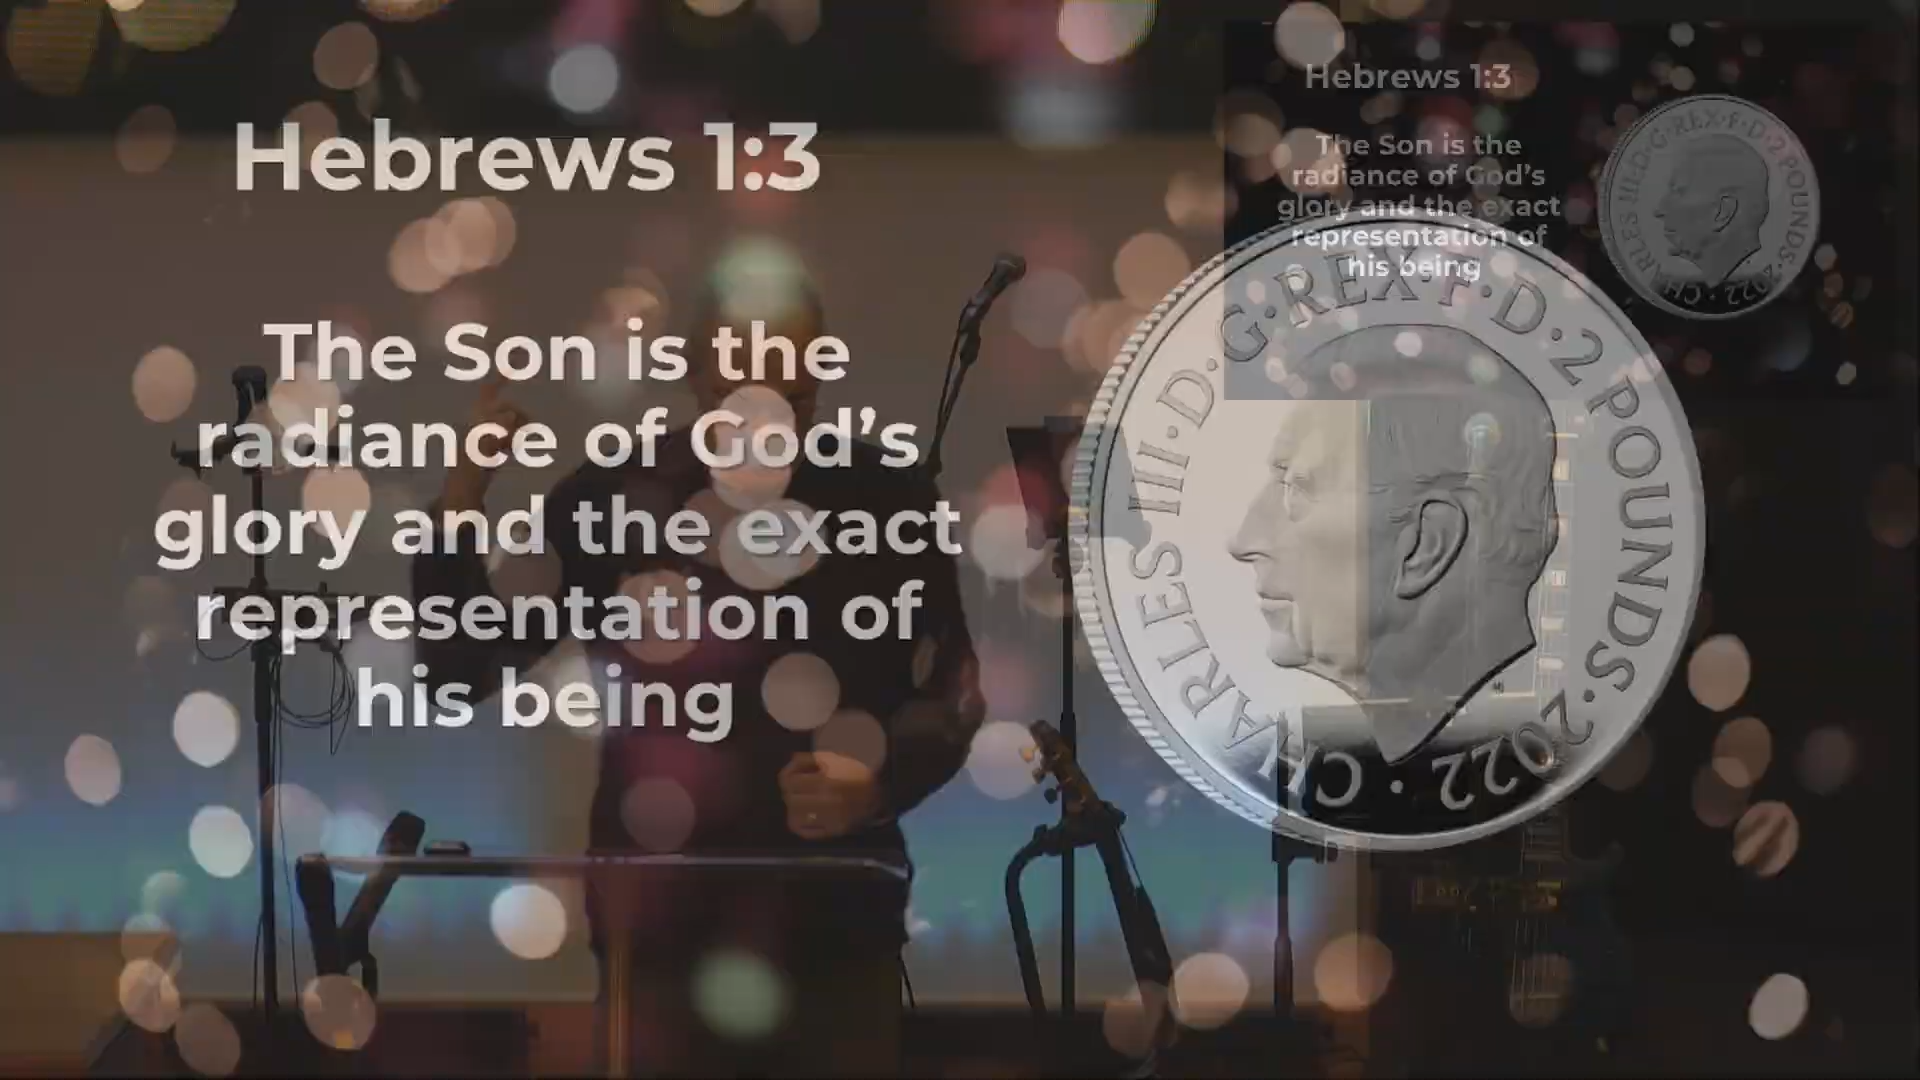 Hebrews 1:3
The Son is the
radiance of God's
glory and the exact
representation of
his being
CHARLES III·D·G·REX·F·D·2 POUNDS·2022·
Hebrews 1:3
The Son is the
radiance of God's
glory and the exact
representation of
his being
CHARLES III·D·G·REX·F·D·2 POUNDS·2022·